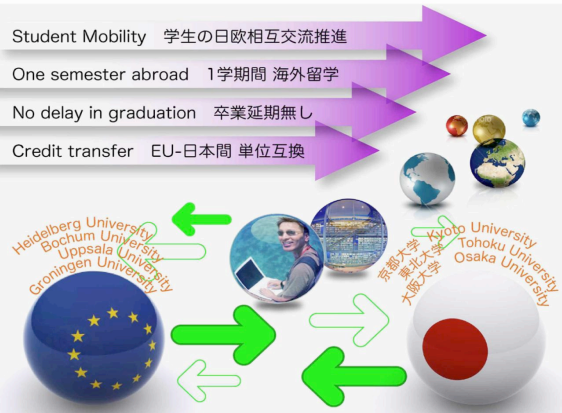 Student Mobility 学生の日欧相互交流推進
One semester abroad 1学期間 海外留学
No delay in graduation 卒業延期無し
Credit transfer EU-日本間 単位互換
Heidelberg University
Bochum University
Uppsala University
Groningen University
京都大学 Kyoto University
東北大学 Tohoku University
大阪大学 Osaka University